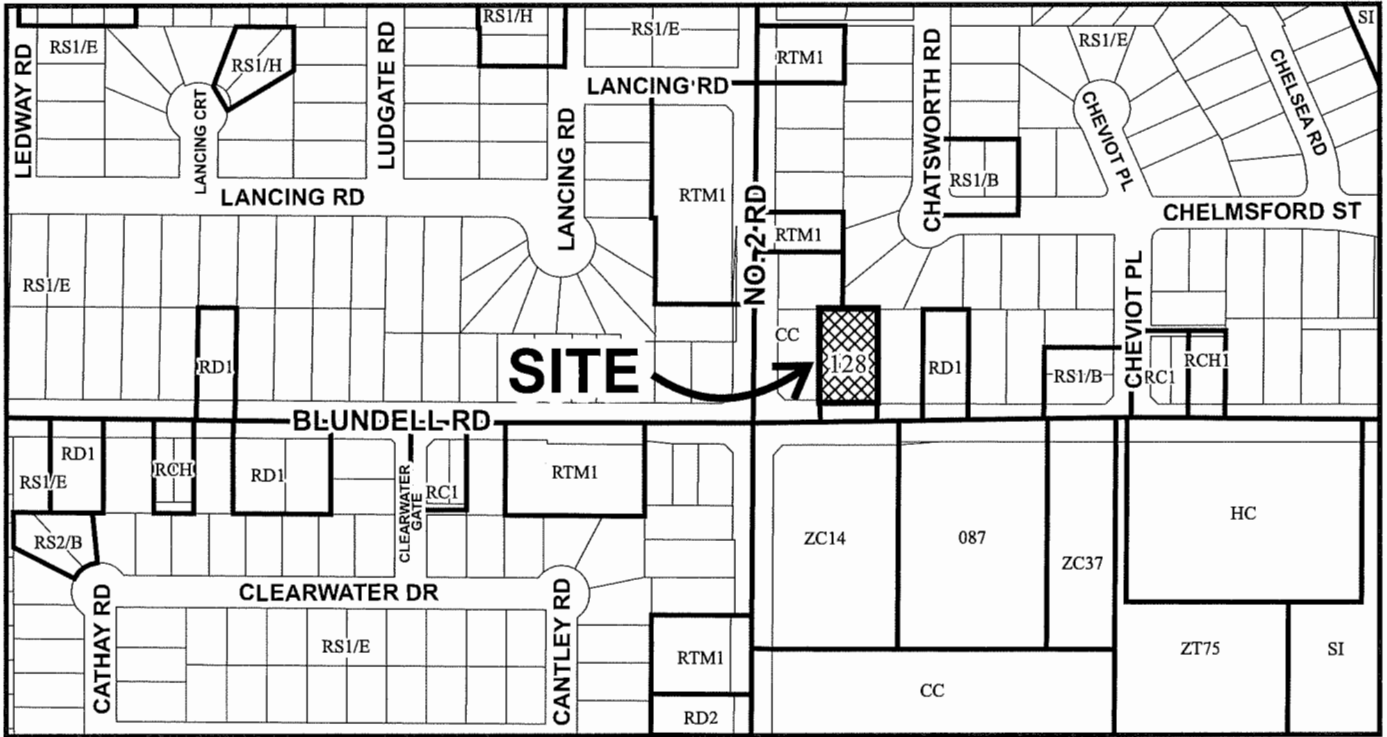 RS1/H
SI
RS1/E
RS1/E
RS1/E
RS1/H
RTM1
LEDWAY RD
LANCING CRT
LUDGATE RD
LANCING RD
CHATSWORTH RD
CHEVIOT PL
CHELSEA RD
LANCING RD
RS1/B
LANCING RD
RTM1
NO. 2 RD
CHELMSFORD ST
RTM1
RS1/E
CHEVIOT PL
CC
SITE
128
RD1
RD1
RS1/B
RC1
RCH1
BLUNDELL RD
RD1
RS1/E
RCH
RD1
CLEARWATER
GATE
RC1
RTM1
HC
RS2/B
ZC14
087
ZC37
CLEARWATER DR
CATHAY RD
CANTLEY RD
RS1/E
RTM1
ZT75
SI
CC
RD2